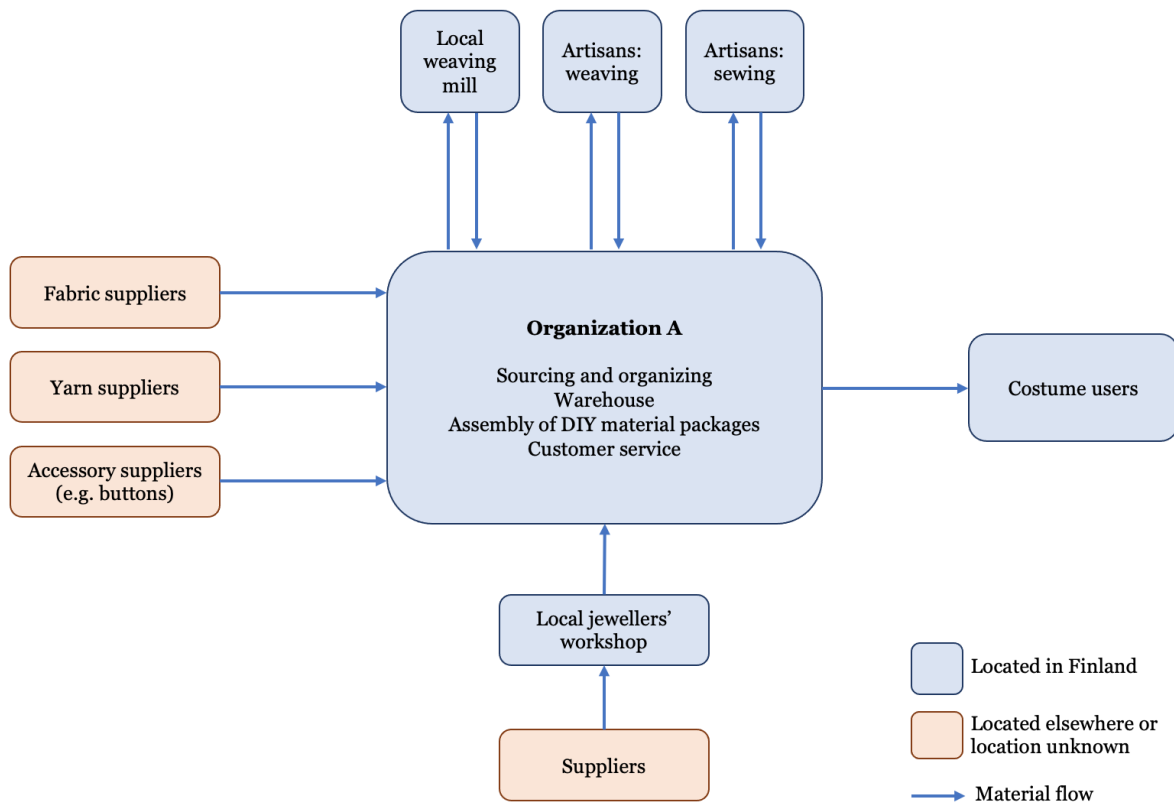 Local
weaving
mill
Artisans:
weaving
Artisans:
sewing
Fabric suppliers
Yarn suppliers
Accessory suppliers
(e.g. buttons)
Organization A
Sourcing and organizing
Warehouse
Assembly of DIY material packages
Customer service
Costume users
Local jewellers’
workshop
Suppliers
Located in Finland
Located elsewhere or
location unknown
Material flow